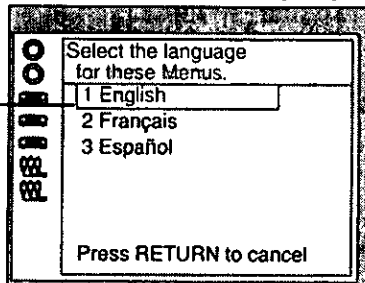 Select the language
for these Menus.
1 English
2 Français
3 Español
Press RETURN to cancel